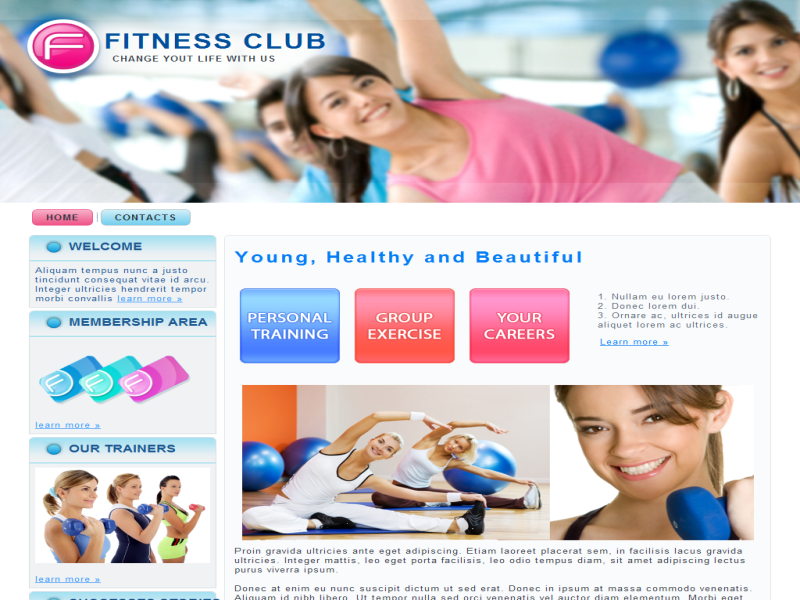 F FITNESS CLUB
CHANGE YOUT LIFE WITH US
HOME | CONTACTS
WELCOME
Aliquam tempus nunc a justo
tincidunt consequat vitae id arcu.
Integer ultricies hendrerit tempor
morbi convallis learn more »
MEMBERSHIP AREA
F F F
learn more »
OUR TRAINERS
learn more »
SUCCESSES STORIES
Young, Healthy and Beautiful
PERSONAL
TRAINING
GROUP
EXERCISE
YOUR
CAREERS
1. Nullam eu lorem justo.
2. Donec lorem dui.
3. Ornare ac, ultrices id augue
aliquet lorem ac ultrices.
Learn more »
Proin gravida ultricies ante eget adipiscing. Etiam laoreet placerat sem, in facilisis lacus gravida
ultricies. Integer mattis, leo eget porta facilisis, leo odio tempus diam, sit amet adipiscing lectus
purus viverra ipsum.
Donec at enim eu nunc suscipit dictum ut sed erat. Donec in ipsum at massa commodo venenatis.
Aliquam id nibh libero. Ut tempor nulla sed orci venenatis vel auctor diam elementum. Morbi eget